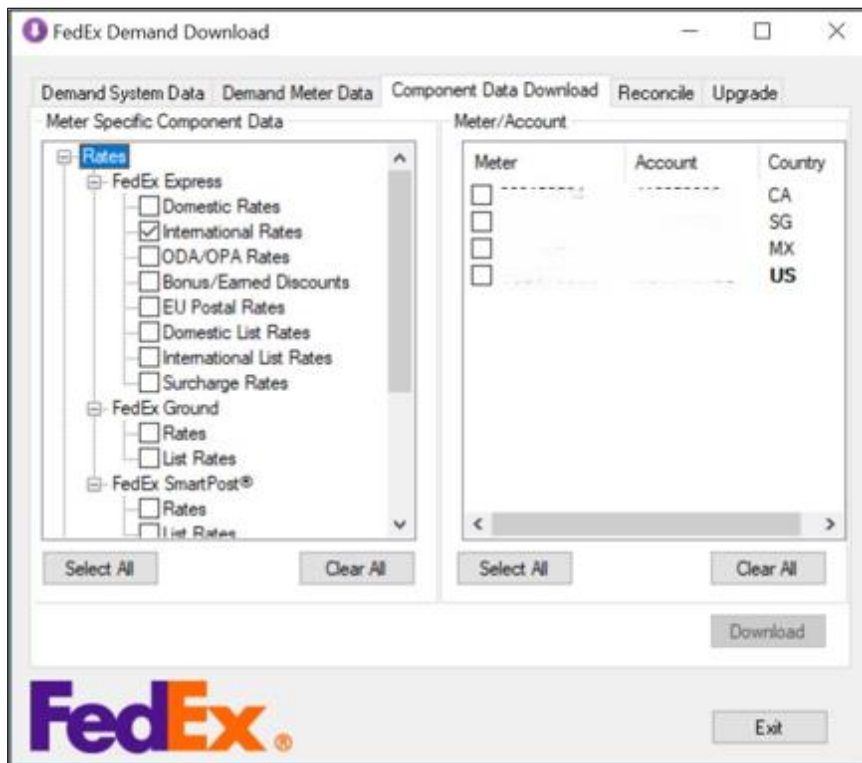 FedEx Demand Download
Demand System Data Demand Meter Data Component Data Download Reconcile Upgrade
Meter Specific Component Data
Rates
FedEx Express
Domestic Rates
International Rates
ODA/OPA Rates
Bonus/Earned Discounts
EU Postal Rates
Domestic List Rates
International List Rates
Surcharge Rates
FedEx Ground
Rates
List Rates
FedEx SmartPost®
Rates
List Rates
Select All Clear All
Meter/Account
Meter Account Country
CA
SG
MX
US
Select All Clear All
Download
FedEx®
Exit